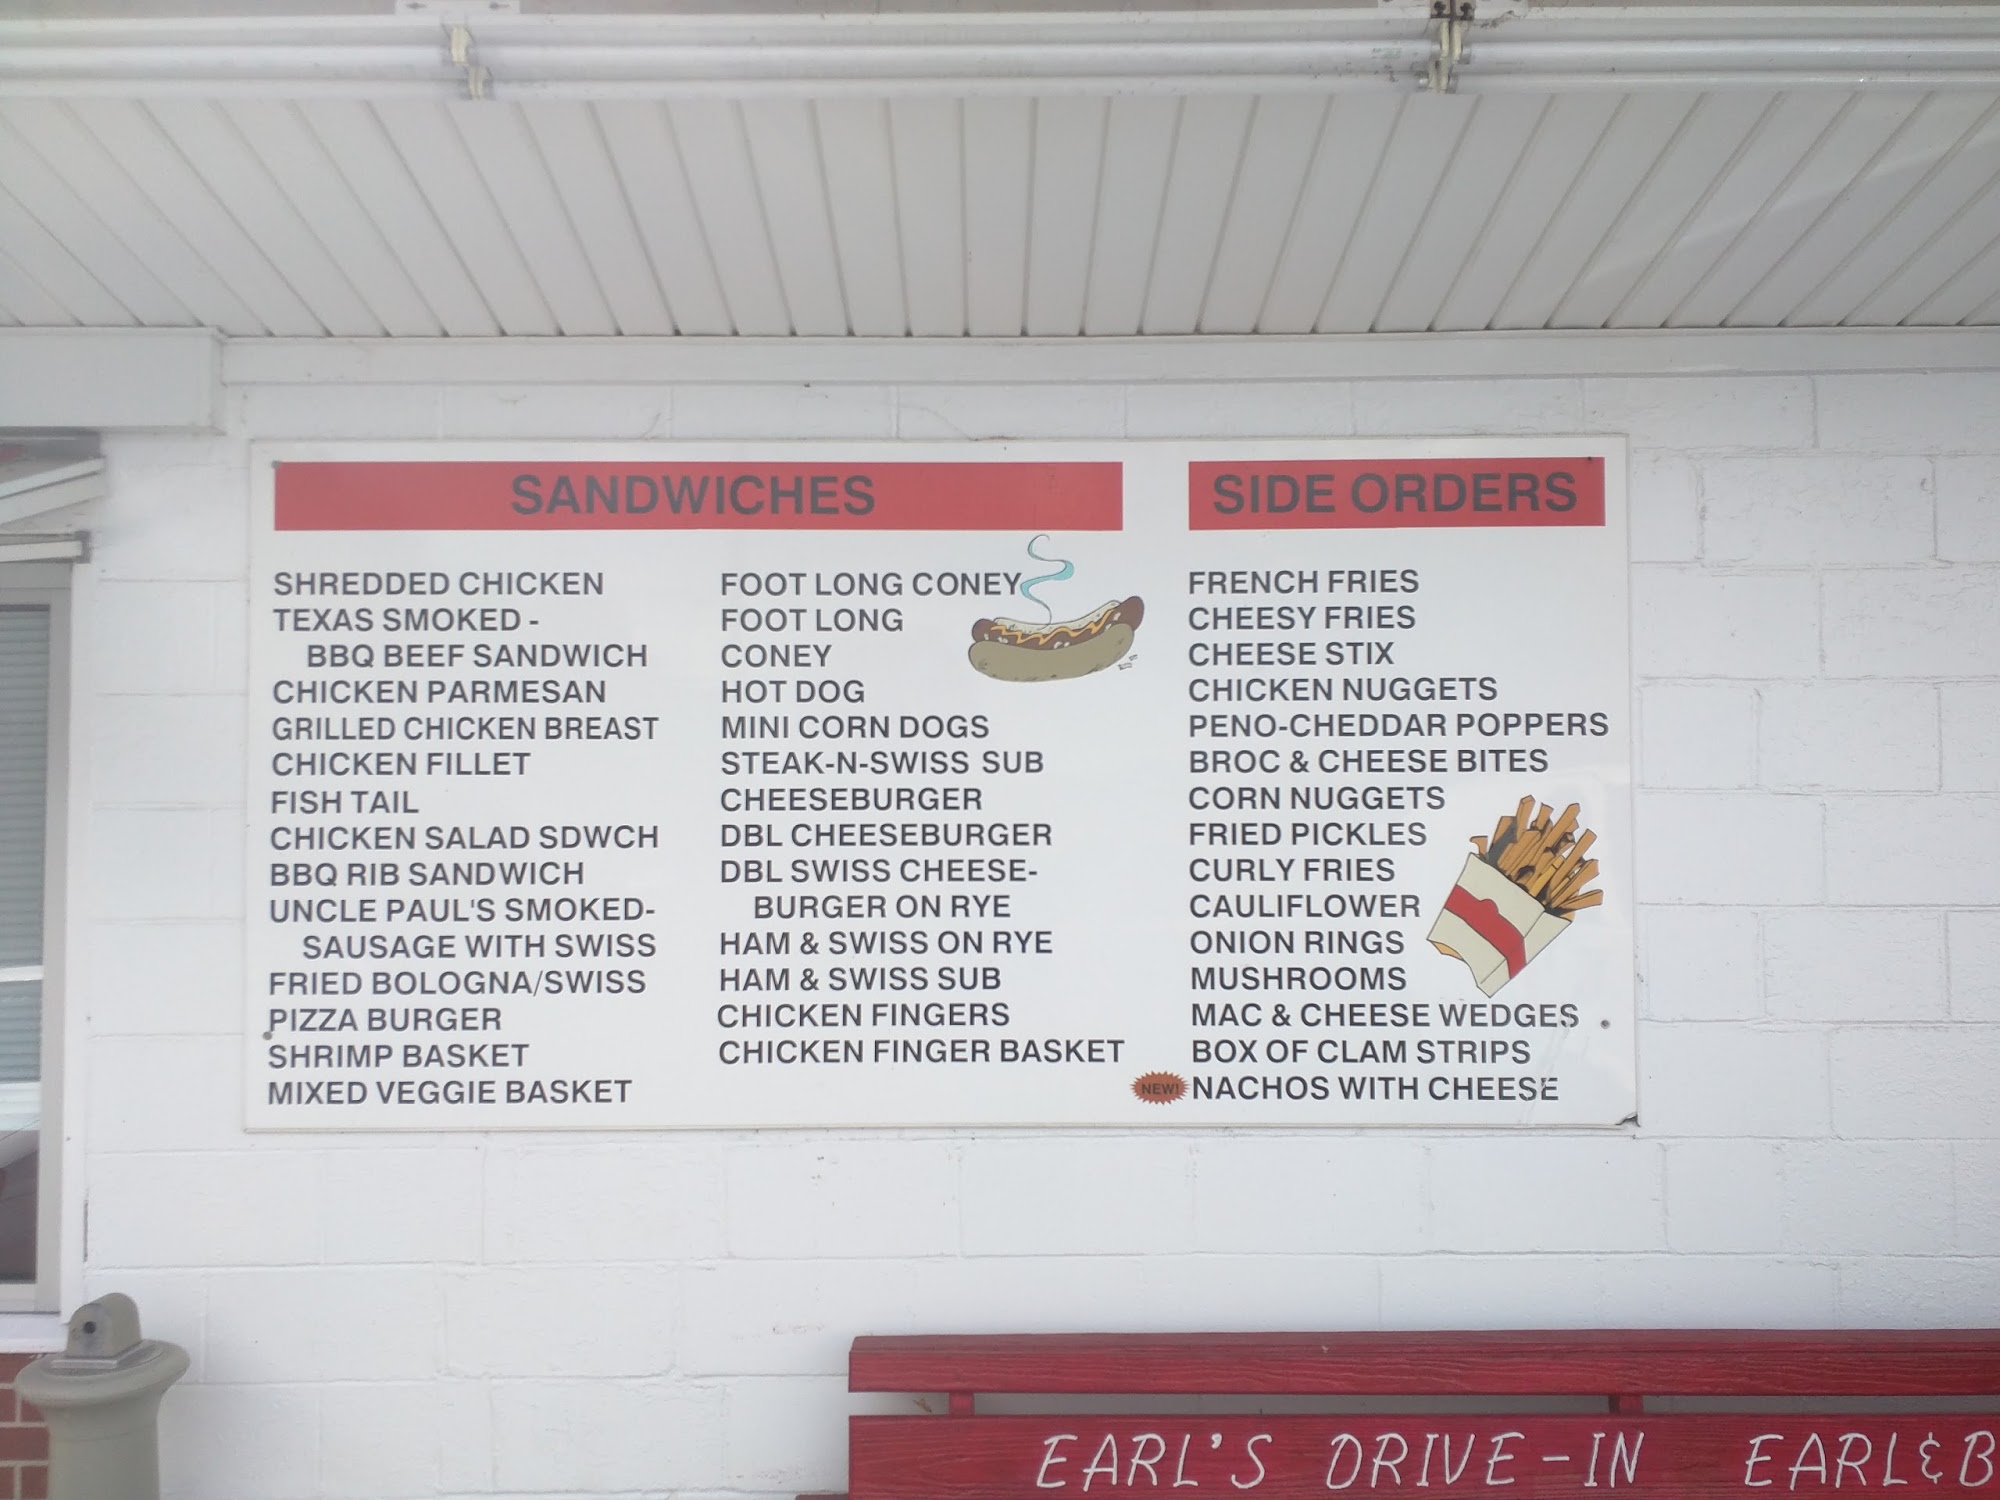 SANDWICHES
SHREDDED CHICKEN
TEXAS SMOKED -
BBQ BEEF SANDWICH
CHICKEN PARMESAN
GRILLED CHICKEN BREAST
CHICKEN FILLET
FISH TAIL
CHICKEN SALAD SDWCH
BBQ RIB SANDWICH
UNCLE PAUL'S SMOKED-
SAUSAGE WITH SWISS
FRIED BOLOGNA/SWISS
PIZZA BURGER
SHRIMP BASKET
MIXED VEGGIE BASKET
FOOT LONG CONEY
FOOT LONG
CONEY
HOT DOG
MINI CORN DOGS
STEAK-N-SWISS SUB
CHEESEBURGER
DBL CHEESEBURGER
DBL SWISS CHEESE-
BURGER ON RYE
HAM & SWISS ON RYE
HAM & SWISS SUB
CHICKEN FINGERS
CHICKEN FINGER BASKET
SIDE ORDERS
FRENCH FRIES
CHEESY FRIES
CHEESE STIX
CHICKEN NUGGETS
PENO-CHEDDAR POPPERS
BROC & CHEESE BITES
CORN NUGGETS
FRIED PICKLES
CURLY FRIES
CAULIFLOWER
ONION RINGS
MUSHROOMS
MAC & CHEESE WEDGES
BOX OF CLAM STRIPS
NEW! NACHOS WITH CHEESE
EARL'S DRIVE-IN EARL & B